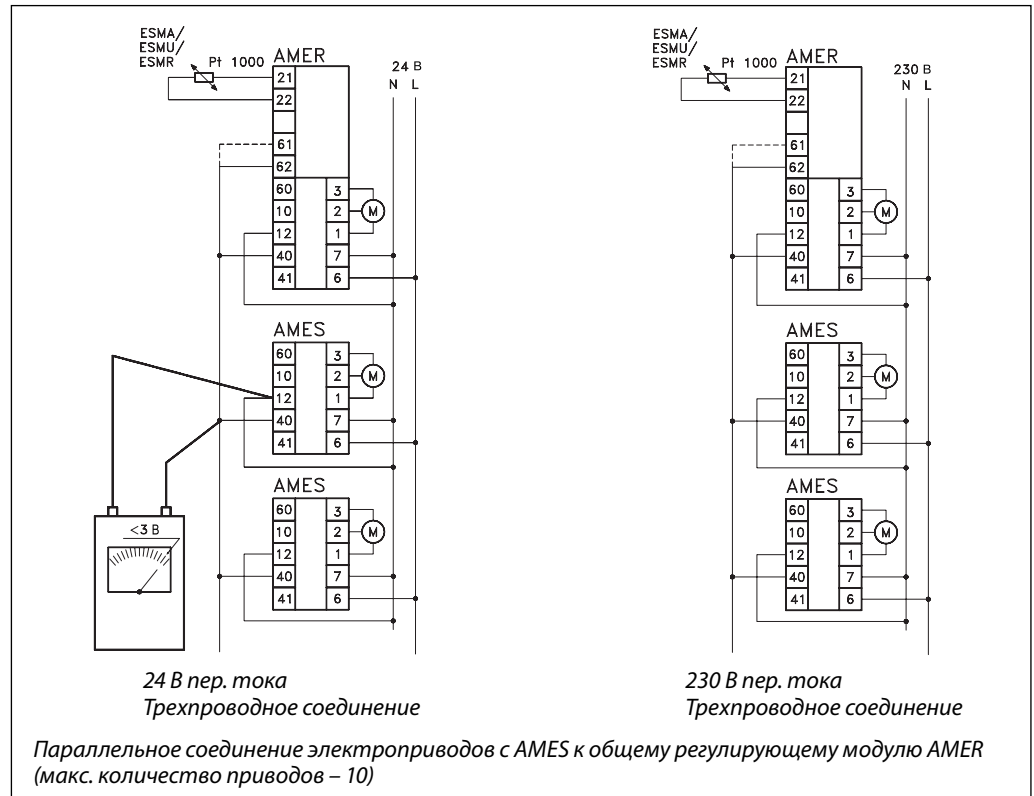 ESMA/
ESMU/
ESMR Pt 1000 AMER
24 В
N L
21
22
61
62
60 3
10 2 M
12 1
40 7
41 6
AMES
60 3
10 2 M
12 1
40 7
41 6
AMES
60 3
10 2 M
12 1
40 7
41 6
<3 В
24 В пер. тока
Трехпроводное соединение
ESMA/
ESMU/
ESMR Pt 1000 AMER
230 В
N L
21
22
61
62
60 3
10 2 M
12 1
40 7
41 6
AMES
60 3
10 2 M
12 1
40 7
41 6
AMES
60 3
10 2 M
12 1
40 7
41 6
230 В пер. тока
Трехпроводное соединение
Параллельное соединение электроприводов с AMES к общему регулирующему модулю AMER
(макс. количество приводов – 10)